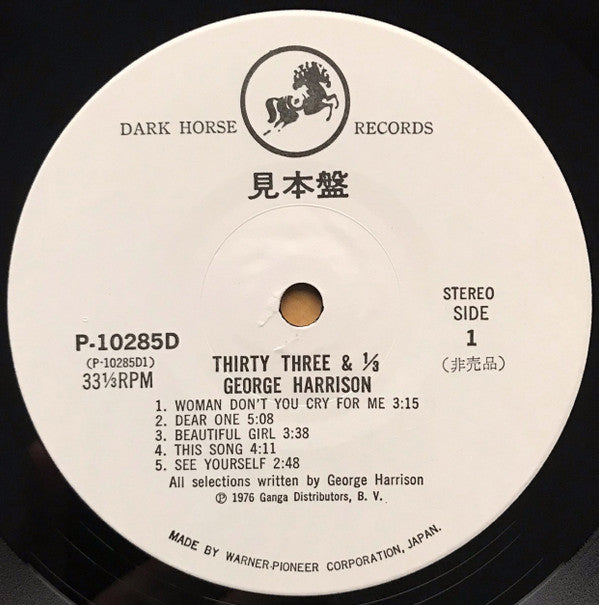 DARK HORSE RECORDS
見本盤
STEREO
SIDE
1
(非売品)
P-10285D
(P-10285D1)
33⅓RPM
THIRTY THREE & ⅓
GEORGE HARRISON
1. WOMAN DON'T YOU CRY FOR ME 3:15
2. DEAR ONE 5:08
3. BEAUTIFUL GIRL 3:38
4. THIS SONG 4:11
5. SEE YOURSELF 2:48
All selections written by George Harrison
℗ 1976 Ganga Distributors, B. V.
MADE BY WARNER-PIONEER CORPORATION, JAPAN.